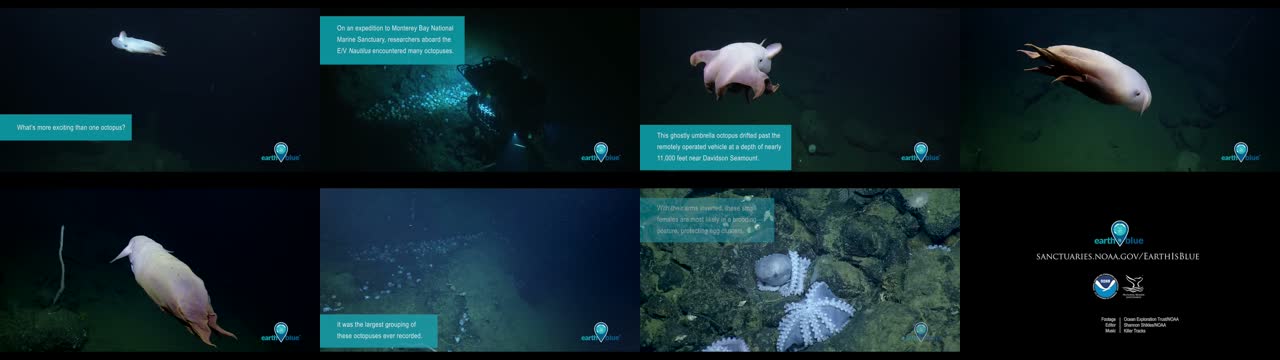 What's more exciting than one octopus?
earth is blue
On an expedition to Monterey Bay National
Marine Sanctuary, researchers aboard the
E/V Nautilus encountered many octopuses.
earth is blue
This ghostly umbrella octopus drifted past the
remotely operated vehicle at a depth of nearly
11,000 feet near Davidson Seamount.
earth is blue
earth is blue
earth is blue
It was the largest grouping of
these octopuses ever recorded.
earth is blue
With their arms inverted, these small
females are most likely in a brooding
posture, protecting egg clusters.
earth is blue
earth is blue
SANCTUARIES.NOAA.GOV/EARTHISBLUE
NOAA
Footage | Ocean Exploration Trust/NOAA
Editor | Shannon Shikles/NOAA
Music | Killer Tracks